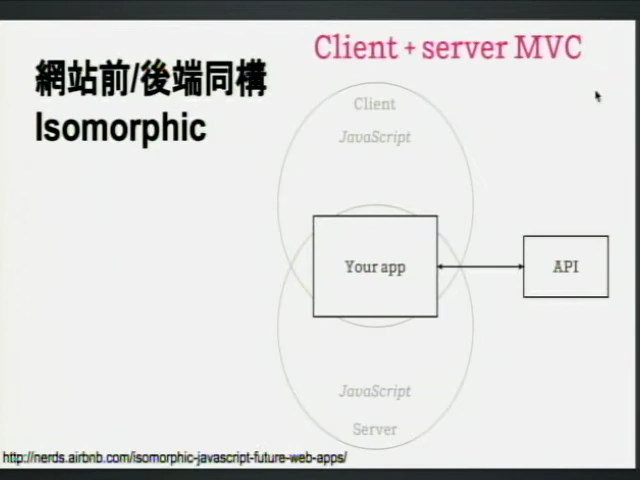 Client + server MVC
網站前/後端同構
Isomorphic
Client
JavaScript
Your app
API
JavaScript
Server
http://nerds.airbnb.com/isomorphic-javascript-future-web-apps/